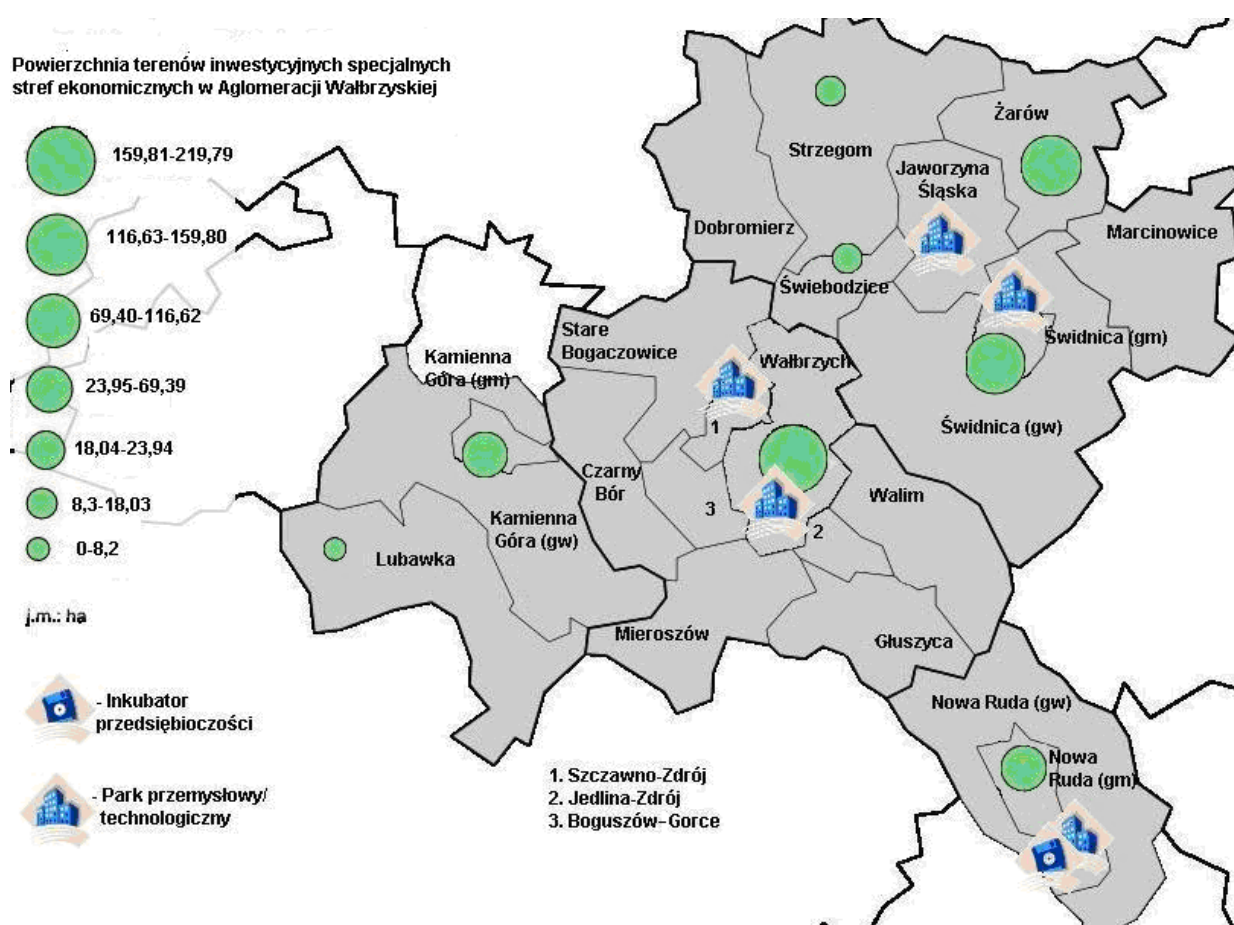 Powierzchnia terenów inwestycyjnych specjalnych
stref ekonomicznych w Aglomeracji Wałbrzyskiej
159,81-219,79
116,63-159,80
69,40-116,62
23,95-69,39
18,04-23,94
8,3-18,03
0-8,2
j.m.: ha
- Inkubator
przedsiębioczości
- Park przemysłowy/
technologiczny
Żarów
Strzegom
Jaworzyna
Śląska
Dobromierz
Marcinowice
Świebodzice
Stare
Bogaczowice
Świdnica (gm)
Wałbrzych
Kamienna
Góra (gm)
1
Świdnica (gw)
Czarny
Bór
Walim
3
Kamienna
Góra (gw)
2
Lubawka
Mieroszów
Głuszyca
Nowa Ruda (gw)
Nowa
Ruda (gm)
1. Szczawno-Zdrój
2. Jedlina-Zdrój
3. Boguszów-Gorce